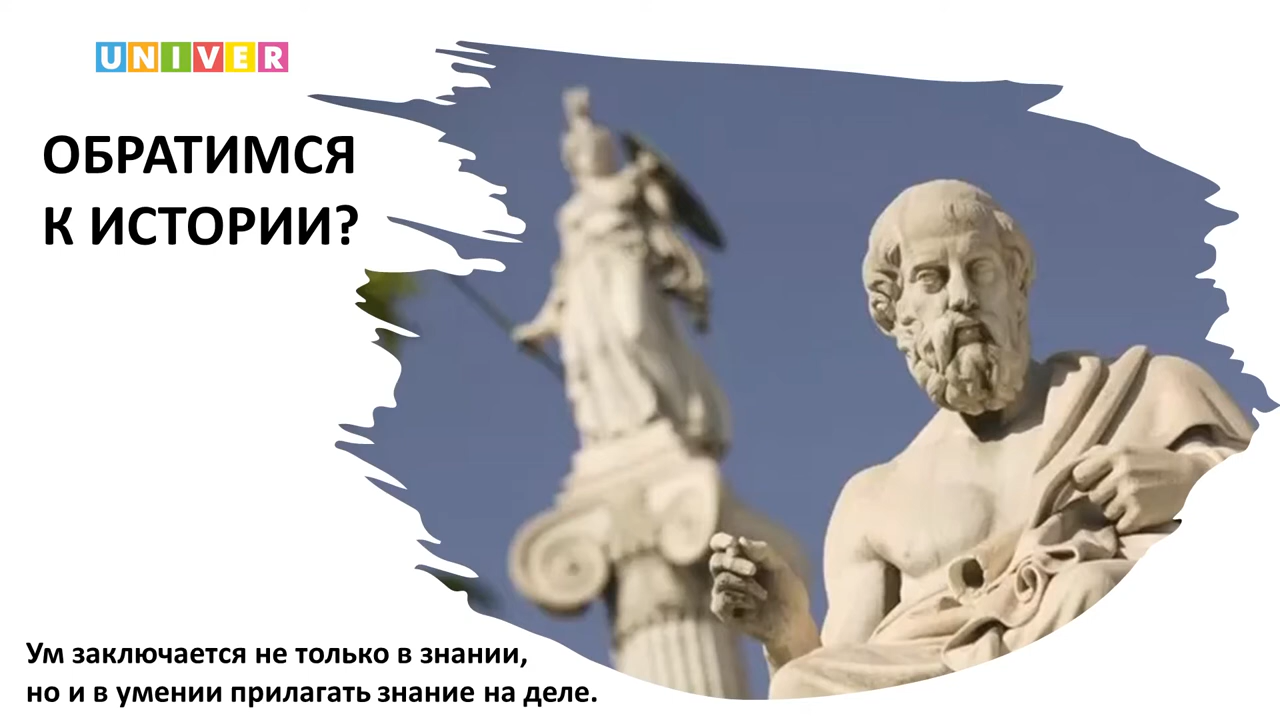 UNIVER
ОБРАТИМСЯ
К ИСТОРИИ?
Ум заключается не только в знании,
но и в умении прилагать знание на деле.